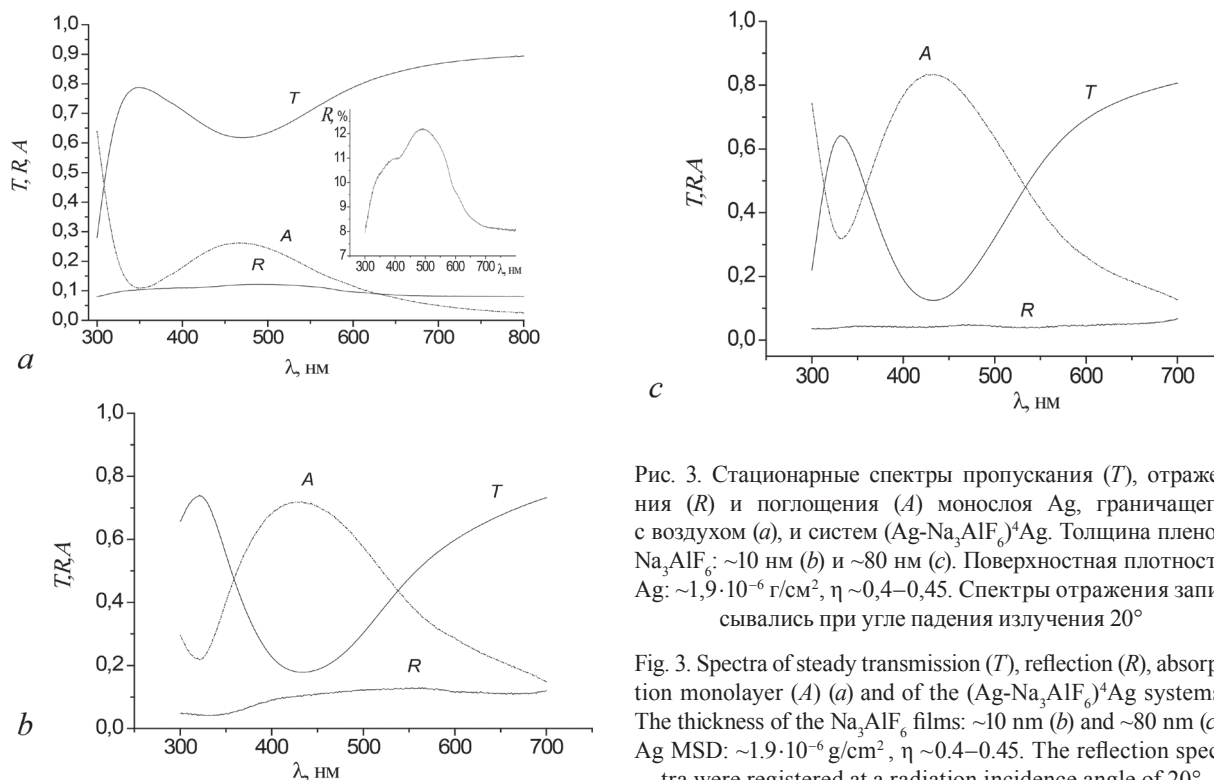 1,0
0,9
0,8
0,7
0,6
0,5
0,4
0,3
0,2
0,1
0,0
T, R, A
T
A
R
300 400 500 600 700 800
λ, нм
R, %
12
11
10
9
8
7
300 400 500 600 700
λ, нм
a
1,0
0,8
0,6
0,4
0,2
0,0
T,R,A
A
T
R
300 400 500 600 700
λ, нм
b
1,0
0,8
0,6
0,4
0,2
0,0
T,R,A
A
T
R
300 400 500 600 700
λ, нм
c
Рис. 3. Стационарные спектры пропускания (T), отраже
ния (R) и поглощения (A) монослоя Ag, граничащег
с воздухом (a), и систем (Ag-Na₃AlF₆)⁴Ag. Толщина плено
Na₃AlF₆: ~10 нм (b) и ~80 нм (c). Поверхностная плотност
Ag: ~1,9·10⁻⁶ г/см², η ~0,4–0,45. Спектры отражения запи
сывались при угле падения излучения 20°
Fig. 3. Spectra of steady transmission (T), reflection (R), absorp
tion monolayer (A) (a) and of the (Ag-Na₃AlF₆)⁴Ag systems
The thickness of the Na₃AlF₆ films: ~10 nm (b) and ~80 nm (c
Ag MSD: ~1.9·10⁻⁶ g/cm² , η ~0.4–0.45. The reflection spec
tra were registered at a radiation incidence angle of 20°